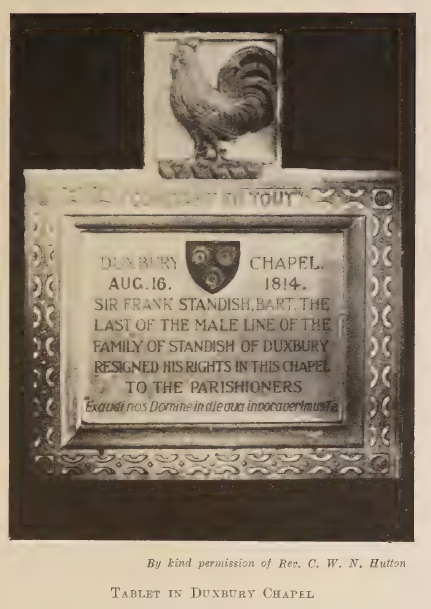 "CONSTANT EN TOUT"
DUXBURY CHAPEL.
AUG. 16. 1814.
SIR FRANK STANDISH, BART. THE
LAST OF THE MALE LINE OF THE
FAMILY OF STANDISH OF DUXBURY
RESIGNED HIS RIGHTS IN THIS CHAPEL
TO THE PARISHIONERS
"Exaudi nos Domine in die qua invocaverimus Te
By kind permission of Rev. C. W. N. Hutton
TABLET IN DUXBURY CHAPEL